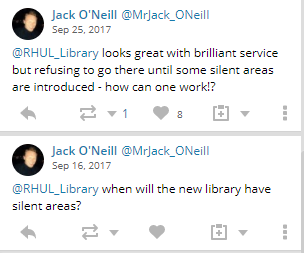 Jack O'Neill @MrJack_ONeill
Sep 25, 2017
@RHUL_Library looks great with brilliant service
but refusing to go there until some silent areas
are introduced - how can one work!?
1 8
Jack O'Neill @MrJack_ONeill
Sep 16, 2017
@RHUL_Library when will the new library have
silent areas?